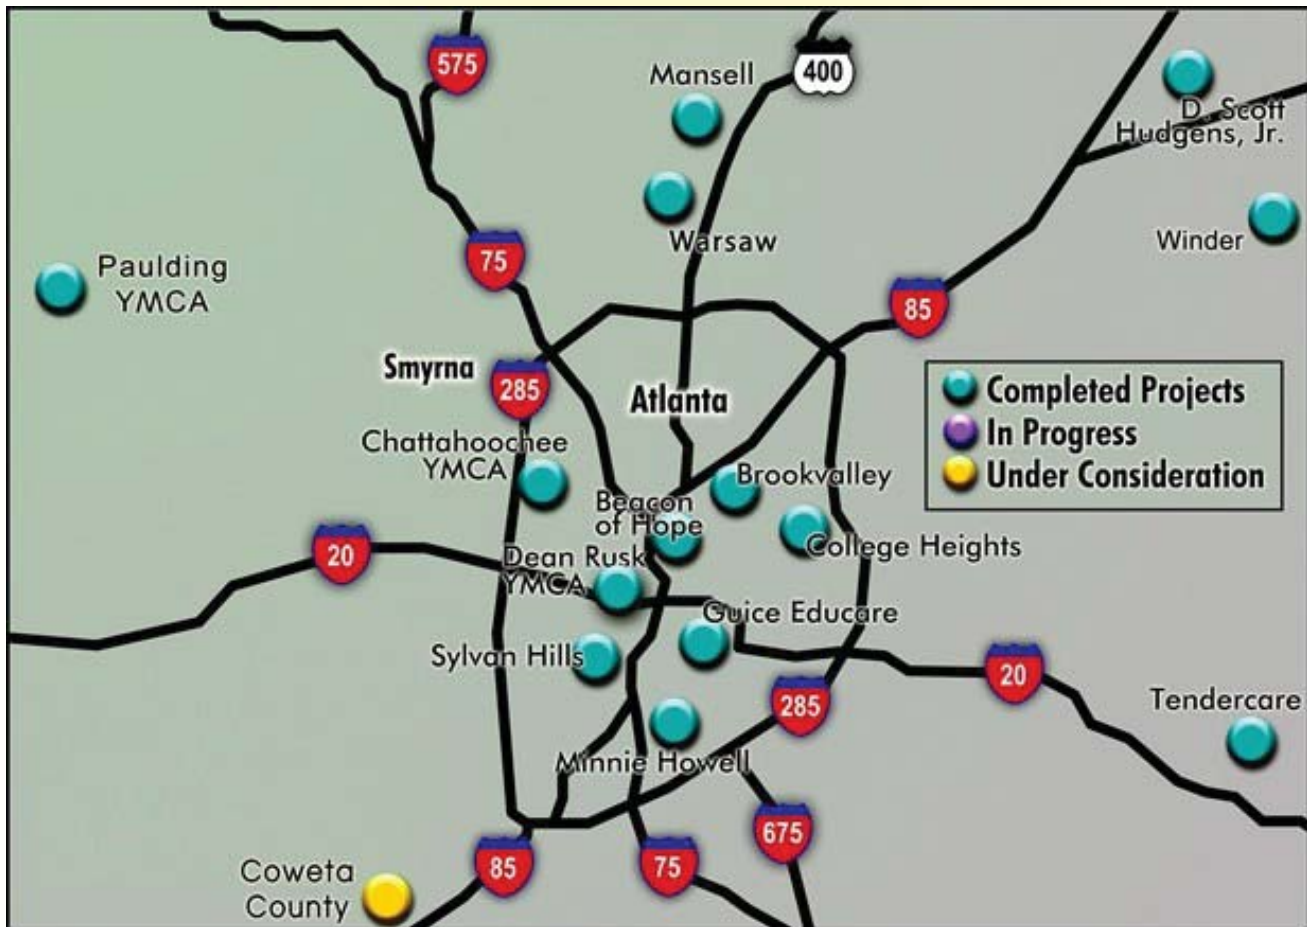 575
Mansell
400
D. Scott
Hudgens, Jr.
Warsaw
Winder
75
Paulding
YMCA
85
Smyrna
285
Atlanta
Completed Projects
In Progress
Under Consideration
Chattahoochee
YMCA
Brookvalley
Beacon
of Hope
20
Dean Rusk
YMCA
College Heights
Guice Educare
Sylvan Hills
20
285
Tendercare
Minnie Howell
675
85
75
Coweta
County